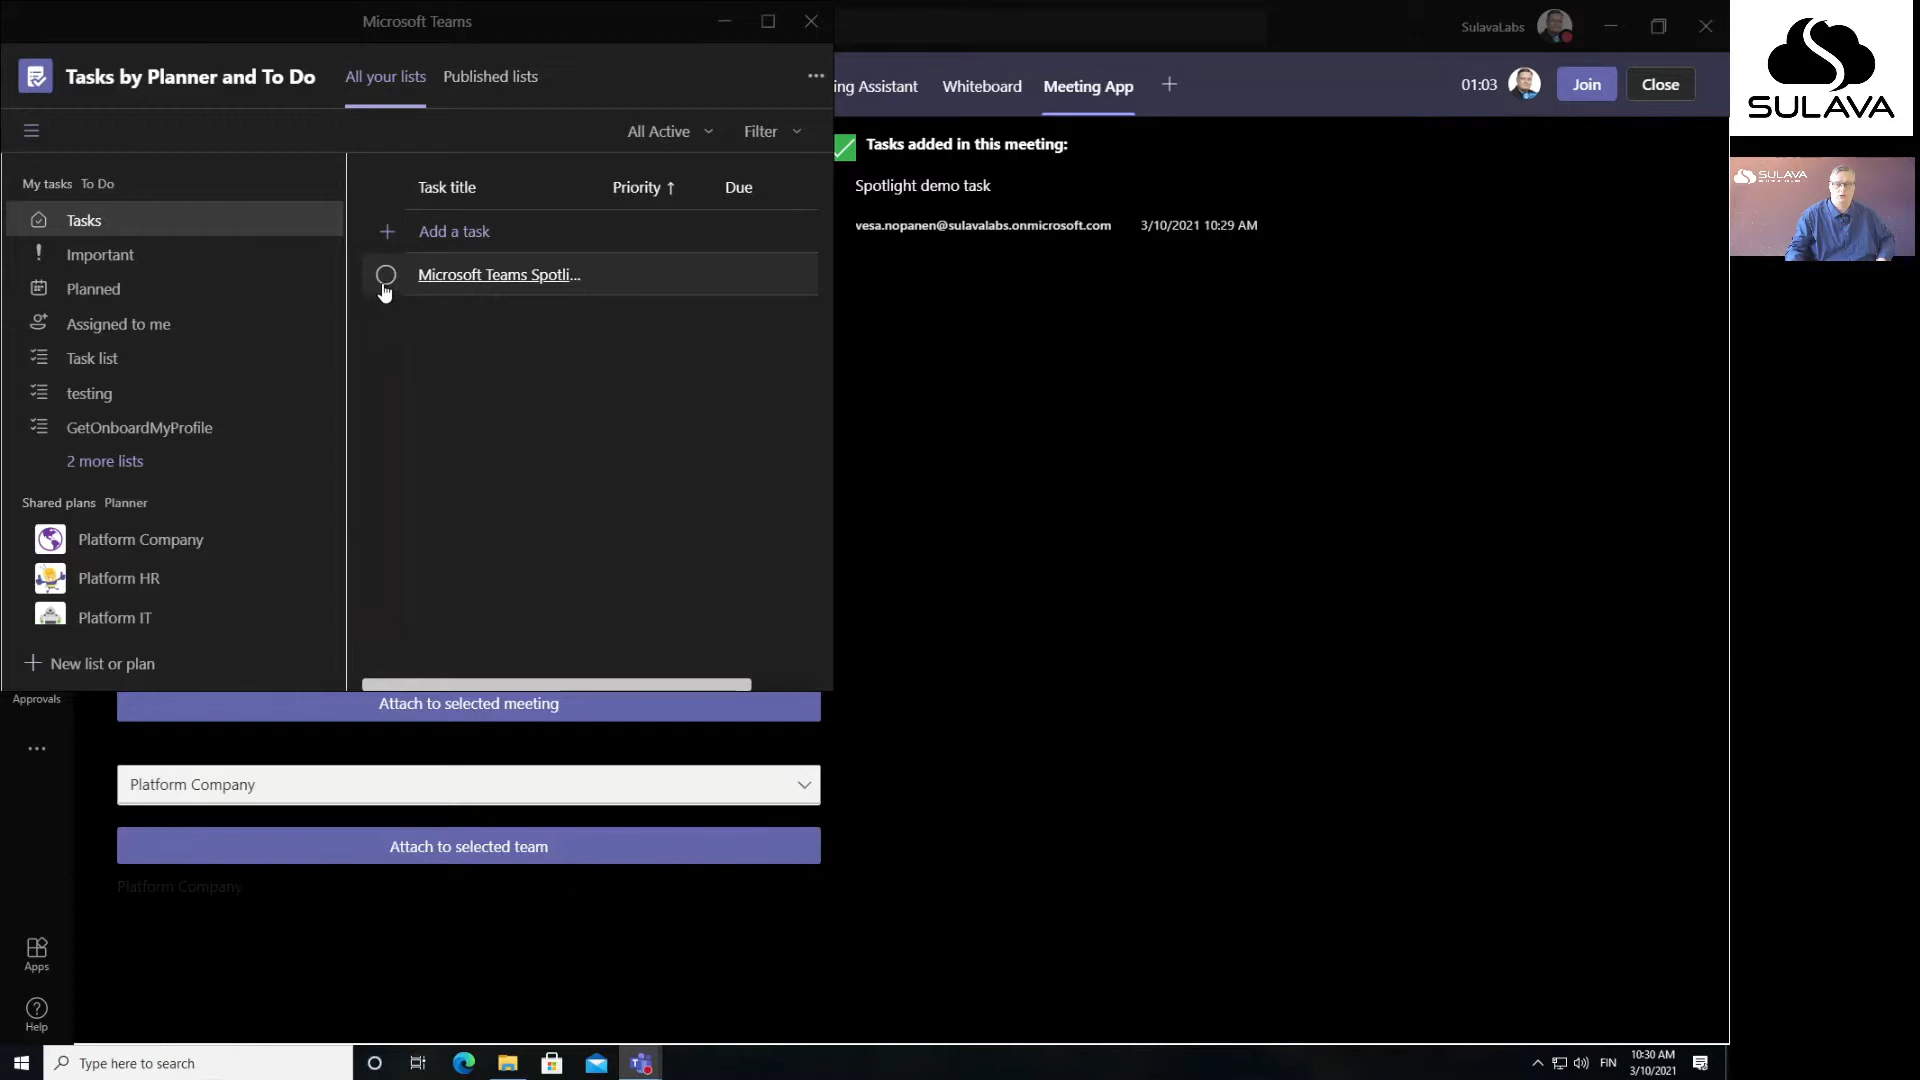 Microsoft Teams
SulavaLabs
SULAVA
Tasks by Planner and To Do
All your lists
Published lists
ing Assistant
Whiteboard
Meeting App
01:03
Join
Close
All Active
Filter
My tasks To Do
Tasks
Important
Planned
Assigned to me
Task list
testing
GetOnboardMyProfile
2 more lists
Shared plans Planner
Platform Company
Platform HR
Platform IT
New list or plan
Task title
Priority ↑
Due
Add a task
Microsoft Teams Spotli...
Tasks added in this meeting:
Spotlight demo task
vesa.nopanen@sulavalabs.onmicrosoft.com 3/10/2021 10:29 AM
SULAVA
Approvals
Attach to selected meeting
Platform Company
Attach to selected team
Platform Company
Apps
Help
Type here to search
FIN
10:30 AM
3/10/2021